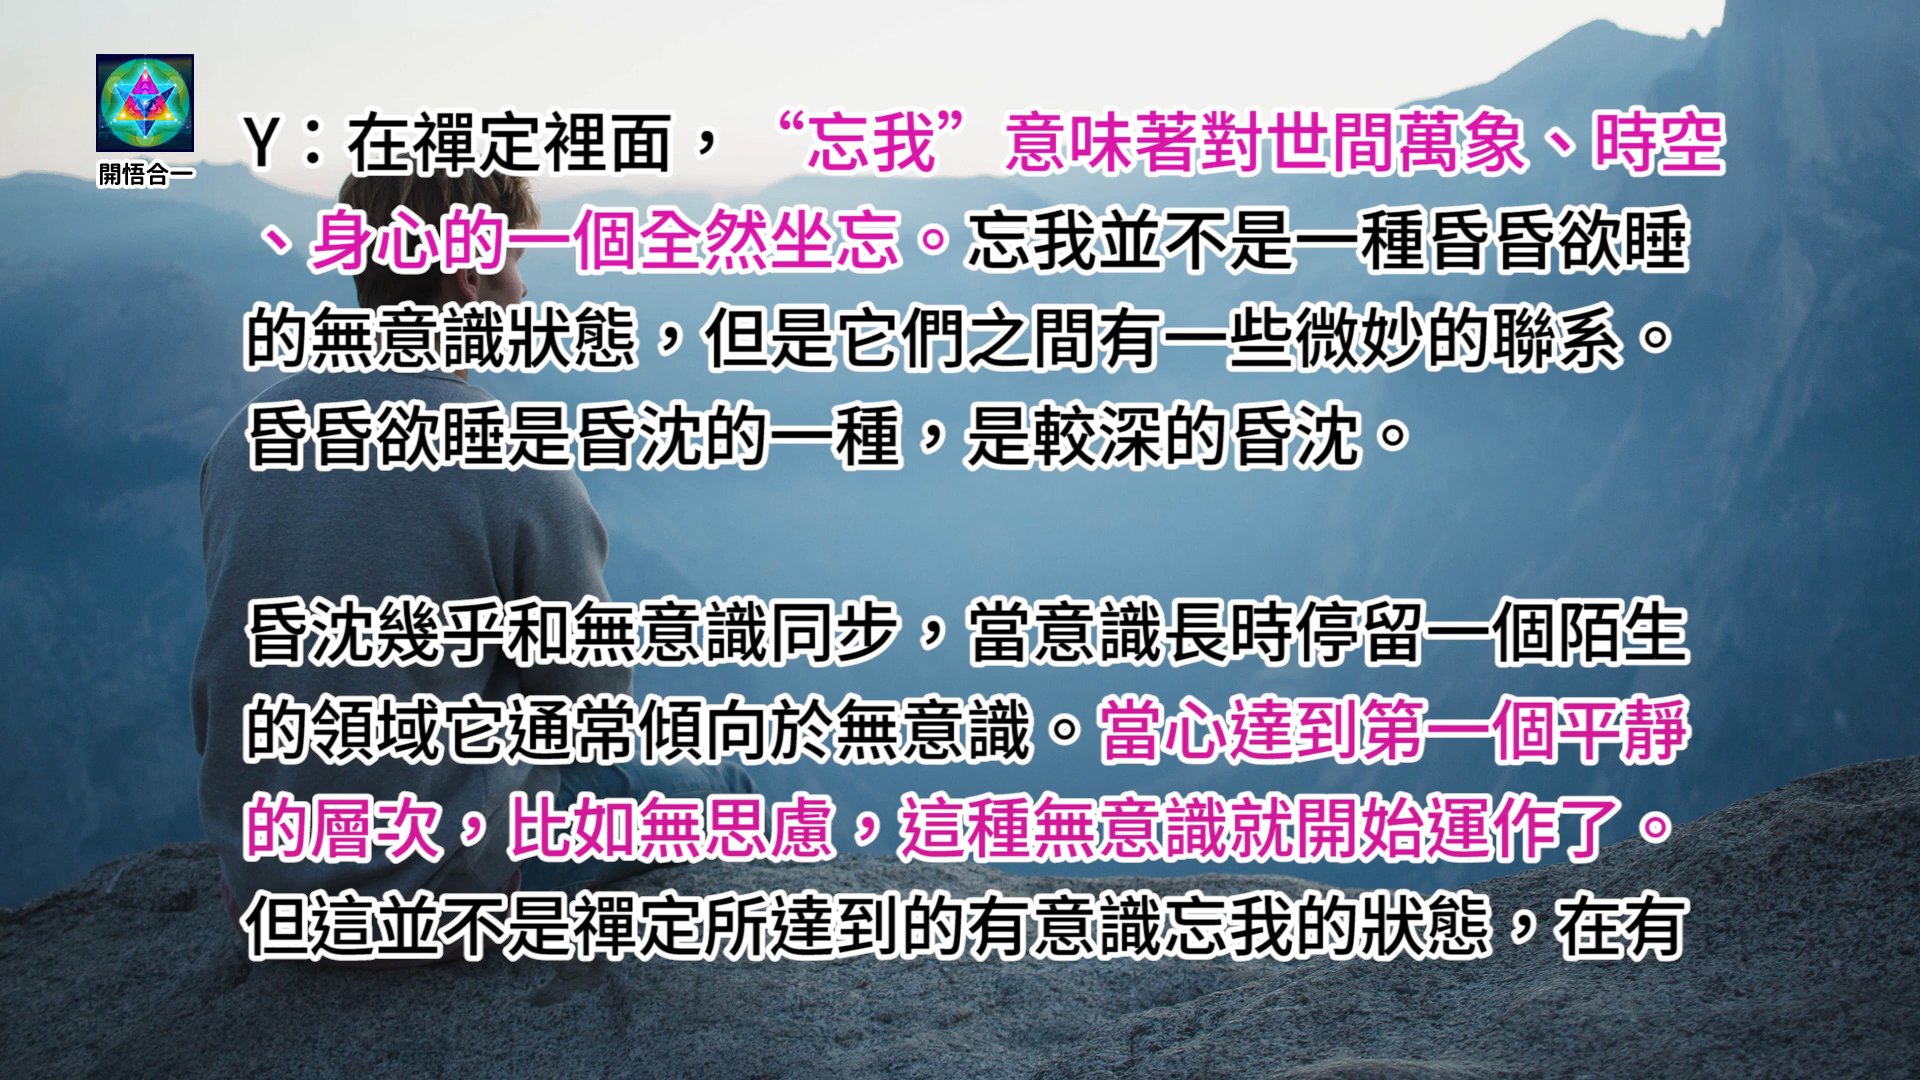 開悟合一
Y：在禪定裡面，“忘我”意味著對世間萬象、時空
、身心的一個全然坐忘。忘我並不是一種昏昏欲睡
的無意識狀態，但是它們之間有一些微妙的聯系。
昏昏欲睡是昏沈的一種，是較深的昏沈。
昏沈幾乎和無意識同步，當意識長時停留一個陌生
的領域它通常傾向於無意識。當心達到第一個平靜
的層次，比如無思慮，這種無意識就開始運作了。
但這並不是禪定所達到的有意識忘我的狀態，在有